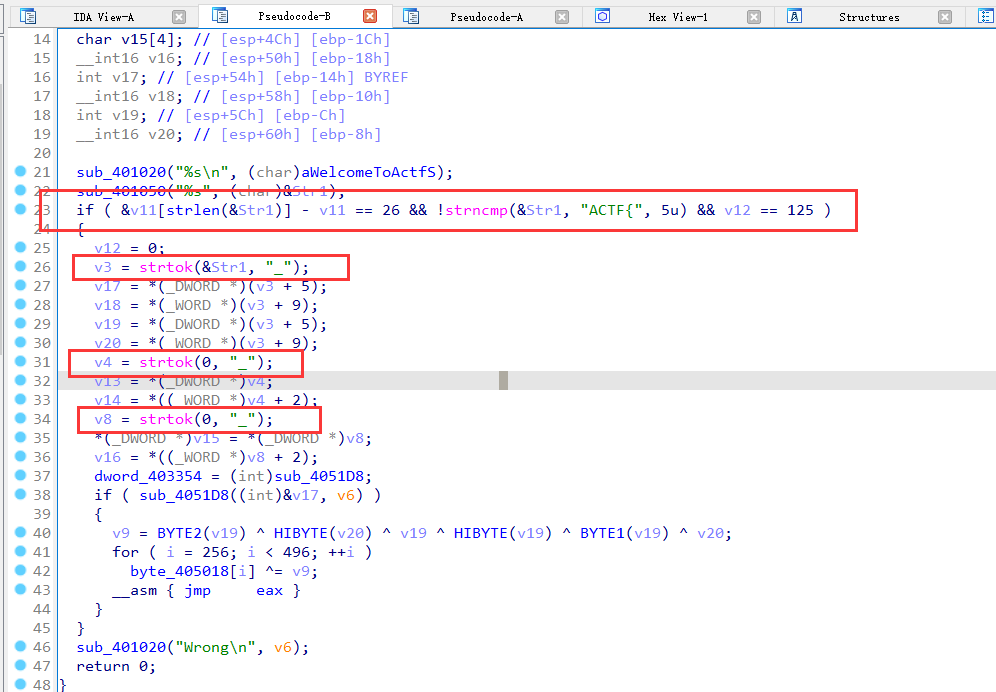 IDA View-A Pseudocode-B Pseudocode-A Hex View-1 Structures
14 char v15[4]; // [esp+4Ch] [ebp-1Ch]
15 __int16 v16; // [esp+50h] [ebp-18h]
16 int v17; // [esp+54h] [ebp-14h] BYREF
17 __int16 v18; // [esp+58h] [ebp-10h]
18 int v19; // [esp+5Ch] [ebp-Ch]
19 __int16 v20; // [esp+60h] [ebp-8h]
20
21 sub_401020("%s\n", (char)aWelcomeToActfS);
22 sub_401050("%s", (char)&Str1);
23 if ( &v11[strlen(&Str1)] - v11 == 26 && !strncmp(&Str1, "ACTF{", 5u) && v12 == 125 )
24 {
25 v12 = 0;
26 v3 = strtok(&Str1, "_");
27 v17 = *(_DWORD *)(v3 + 5);
28 v18 = *(_WORD *)(v3 + 9);
29 v19 = *(_DWORD *)(v3 + 5);
30 v20 = *(_WORD *)(v3 + 9);
31 v4 = strtok(0, "_");
32 v13 = *(_DWORD *)v4;
33 v14 = *((_WORD *)v4 + 2);
34 v8 = strtok(0, "_");
35 *(_DWORD *)v15 = *(_DWORD *)v8;
36 v16 = *((_WORD *)v8 + 2);
37 dword_403354 = (int)sub_4051D8;
38 if ( sub_4051D8((int)&v17, v6) )
39 {
40 v9 = BYTE2(v19) ^ HIBYTE(v20) ^ v19 ^ HIBYTE(v19) ^ BYTE1(v19) ^ v20;
41 for ( i = 256; i < 496; ++i )
42 byte_405018[i] ^= v9;
43 __asm { jmp eax }
44 }
45 }
46 sub_401020("Wrong\n", v6);
47 return 0;
48 }